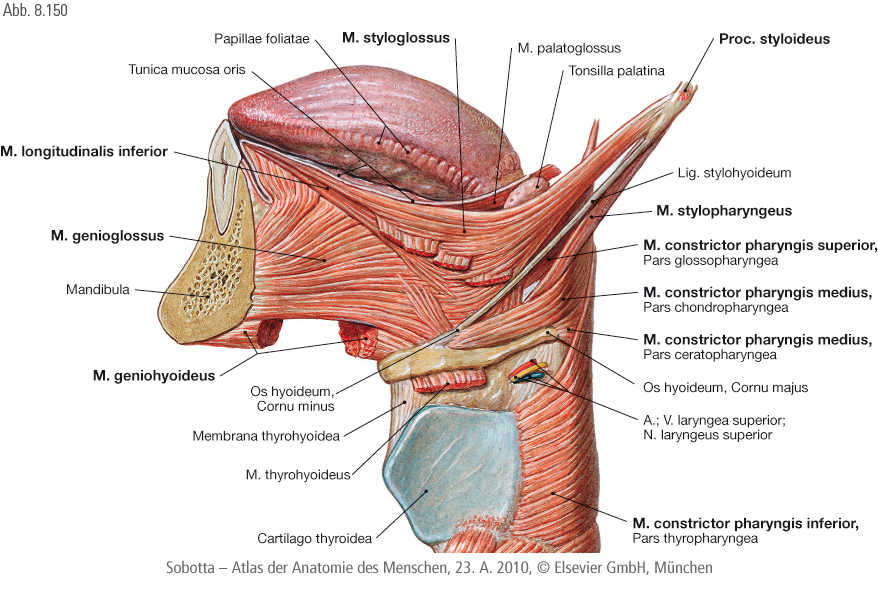 Abb. 8.150
Papillae foliatae
M. styloglossus
M. palatoglossus
Proc. styloideus
Tunica mucosa oris
Tonsilla palatina
M. longitudinalis inferior
Lig. stylohyoideum
M. stylopharyngeus
M. genioglossus
M. constrictor pharyngis superior,
Pars glossopharyngea
Mandibula
M. constrictor pharyngis medius,
Pars chondropharyngea
M. constrictor pharyngis medius,
Pars ceratopharyngea
M. geniohyoideus
Os hyoideum,
Cornu minus
Os hyoideum, Cornu majus
Membrana thyrohyoidea
A.; V. laryngea superior;
N. laryngeus superior
M. thyrohyoideus
Cartilago thyroidea
M. constrictor pharyngis inferior,
Pars thyropharyngea
Sobotta – Atlas der Anatomie des Menschen, 23. A. 2010, © Elsevier GmbH, München